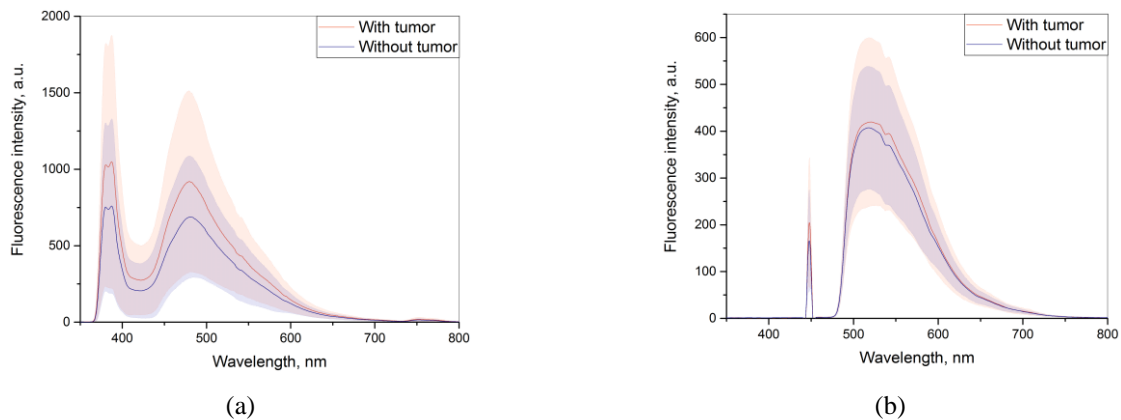 2000
1500
1000
500
0
Fluorescence intensity, a.u.
With tumor
Without tumor
400 500 600 700 800
Wavelength, nm
(a)
600
500
400
300
200
100
0
Fluorescence intensity, a.u.
With tumor
Without tumor
400 500 600 700 800
Wavelength, nm
(b)